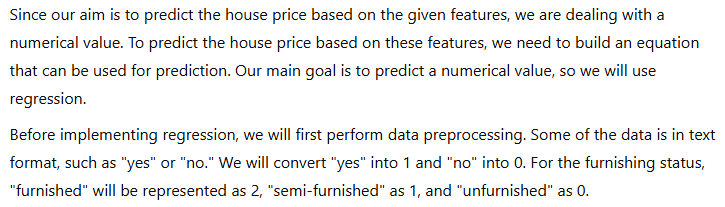 Since our aim is to predict the house price based on the given features, we are dealing with a
numerical value. To predict the house price based on these features, we need to build an equation
that can be used for prediction. Our main goal is to predict a numerical value, so we will use
regression.
Before implementing regression, we will first perform data preprocessing. Some of the data is in text
format, such as "yes" or "no." We will convert "yes" into 1 and "no" into 0. For the furnishing status,
"furnished" will be represented as 2, "semi-furnished" as 1, and "unfurnished" as 0.